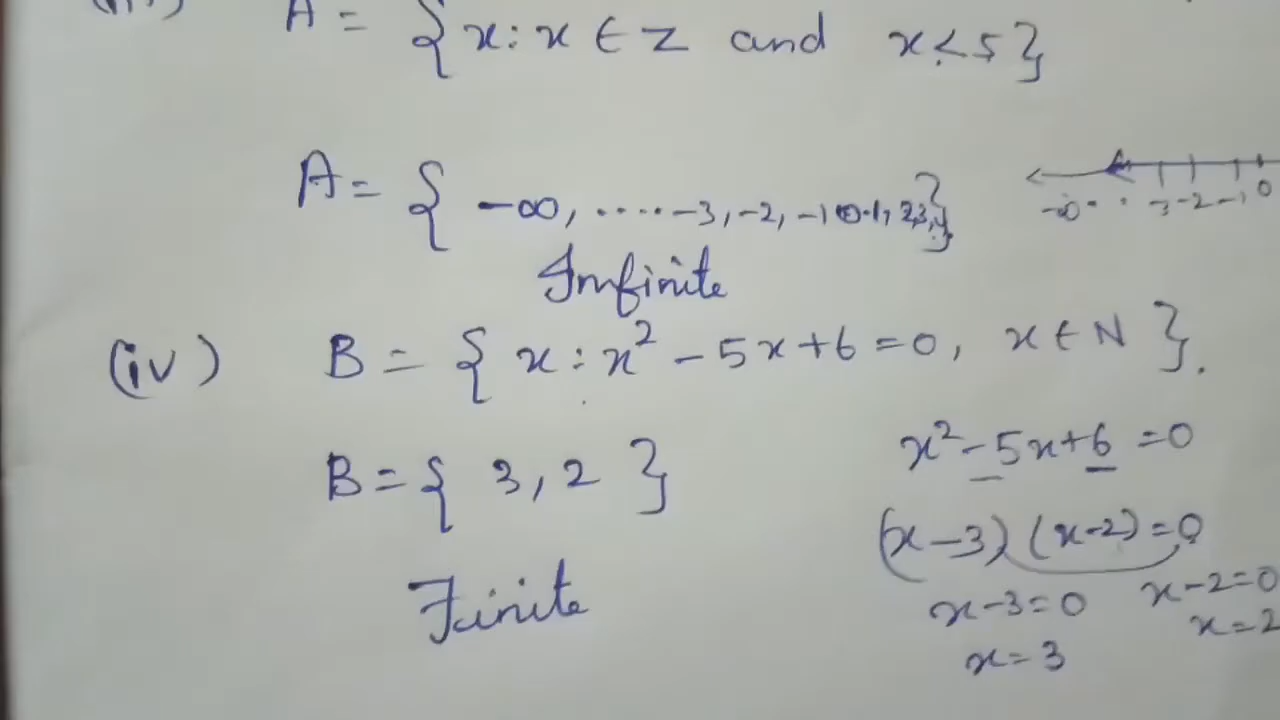 (iii) A = {x : x ∈ Z and x < 5}
A = { -∞, .....-3, -2, -1 0 1, 2,3,4}
-∞ - . -3 -2 -1 0
Infinite
(iv) B = { x : x² - 5x + 6 = 0, x ∈ N }.
x² - 5x + 6 = 0
B = { 3, 2 }
(x - 3) (x - 2) = 0
x - 3 = 0 x - 2 = 0
Finite
x = 2
x = 3